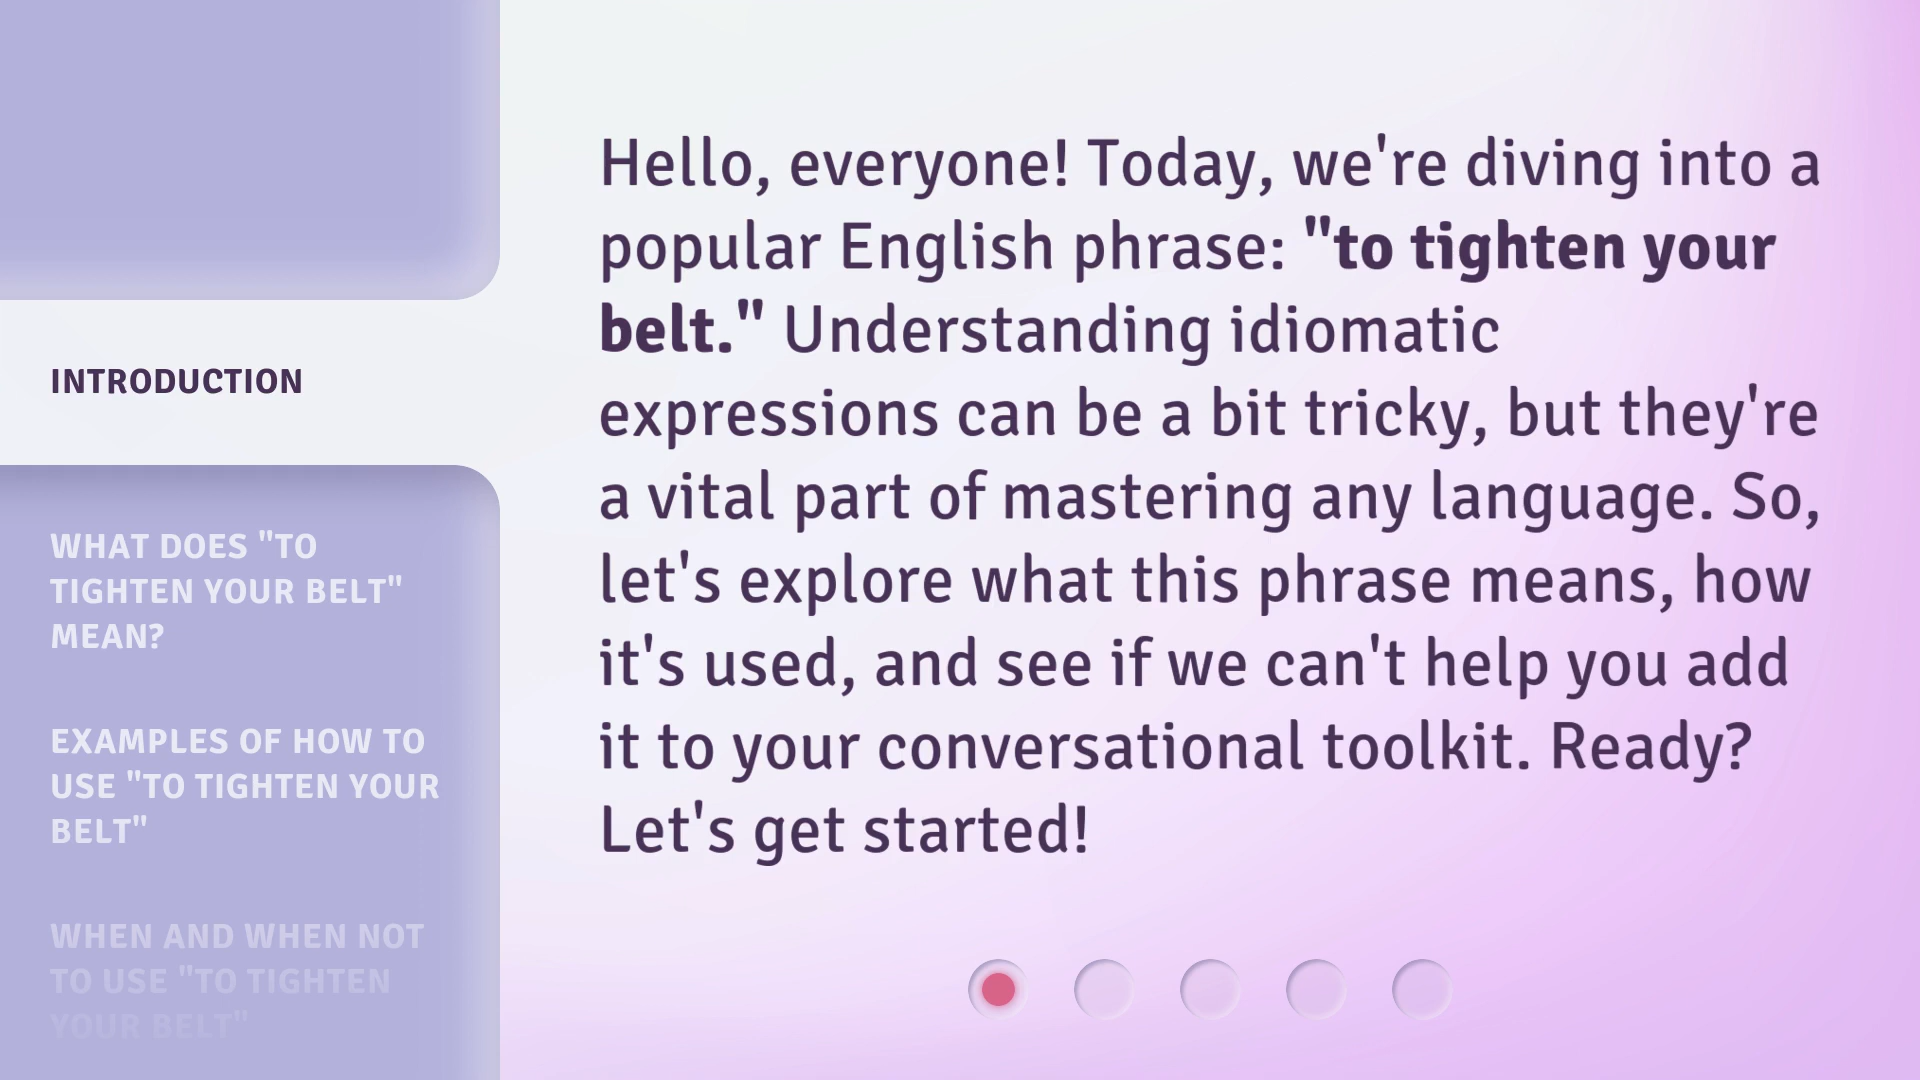 INTRODUCTION
WHAT DOES "TO
TIGHTEN YOUR BELT"
MEAN?
EXAMPLES OF HOW TO
USE "TO TIGHTEN YOUR
BELT"
WHEN AND WHEN NOT
TO USE "TO TIGHTEN
YOUR BELT"
Hello, everyone! Today, we're diving into a
popular English phrase: "to tighten your
belt." Understanding idiomatic
expressions can be a bit tricky, but they're
a vital part of mastering any language. So,
let's explore what this phrase means, how
it's used, and see if we can't help you add
it to your conversational toolkit. Ready?
Let's get started!